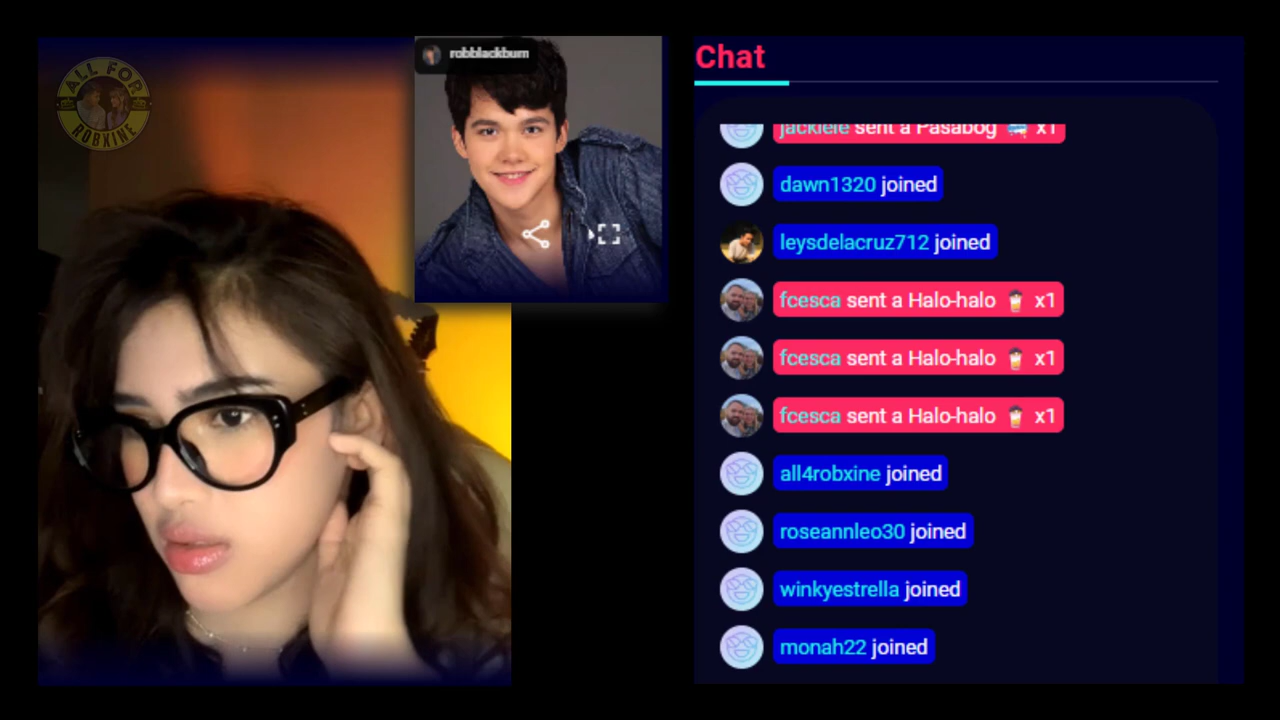 ALL FOR
ROBXINE
robblackburn
Chat
jackiele sent a Pasabog x1
dawn1320 joined
leysdelacruz712 joined
fcesca sent a Halo-halo x1
fcesca sent a Halo-halo x1
fcesca sent a Halo-halo x1
all4robxine joined
roseannleo30 joined
winkyestrella joined
monah22 joined